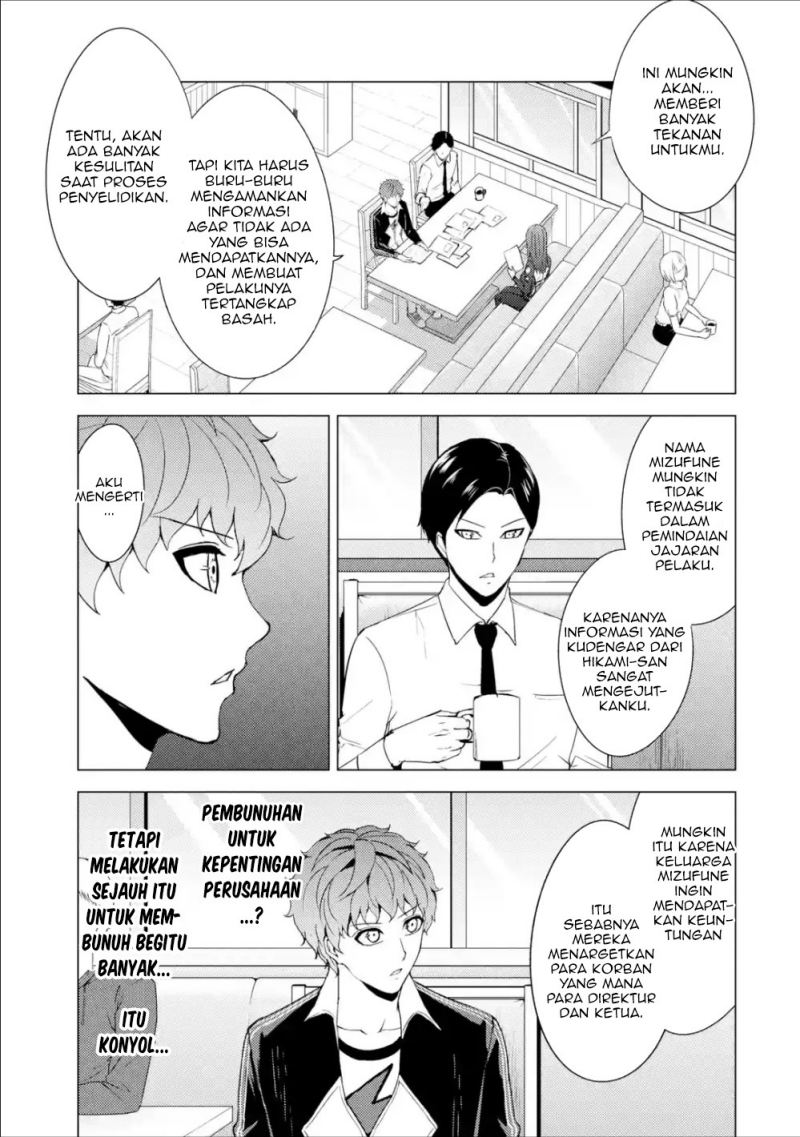 INI MUNGKIN
AKAN...
MEMBERI
BANYAK
TEKANAN
UNTUKMU.
TENTU, AKAN
ADA BANYAK
KESULITAN
SAAT PROSES
PENYELIDIKAN.
TAPI KITA HARUS
BURU-BURU
MENGAMANKAN
INFORMASI
AGAR TIDAK ADA
YANG BISA
MENDAPATKANNYA,
DAN MEMBUAT
PELAKUNYA
TERTANGKAP
BASAH.
NAMA
MIZUFUNE
MUNGKIN
TIDAK
TERMASUK
DALAM
PEMINDAIAN
JAJARAN
PELAKU.
KARENANYA
INFORMASI YANG
KUDENGAR DARI
HIKAMI-SAN
SANGAT
MENGEJUT-
KANKU.
AKU
MENGERTI
...
MUNGKIN
ITU KARENA
KELUARGA
MIZUFUNE
INGIN
MENDAPAT-
KAN KEUN-
TUNGAN
ITU
SEBABNYA
MEREKA
MENARGETKAN
PARA KORBAN
YANG MANA
PARA DIREKTUR
DAN KETUA.
PEMBUNUHAN
UNTUK
KEPENTINGAN
PERUSAHAAN
...?
TETAPI
MELAKUKAN
SEJAUH ITU
UNTUK MEM-
BUNUH BEGITU
BANYAK...
ITU
KONYOL...